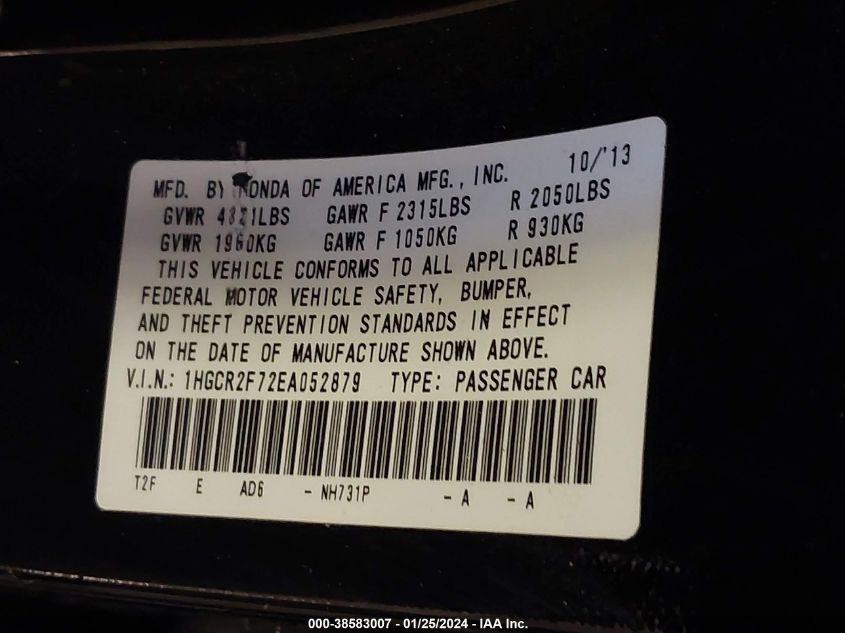 MFD. BY HONDA OF AMERICA MFG., INC. 10/'13
GVWR 4321LBS GAWR F 2315LBS R 2050LBS
GVWR 1960KG GAWR F 1050KG R 930KG
THIS VEHICLE CONFORMS TO ALL APPLICABLE
FEDERAL MOTOR VEHICLE SAFETY, BUMPER,
AND THEFT PREVENTION STANDARDS IN EFFECT
ON THE DATE OF MANUFACTURE SHOWN ABOVE.
V.I.N.: 1HGCR2F72EA052879 TYPE: PASSENGER CAR
T2F E AD6 - NH731P - A - A
000-38583007 - 01/25/2024 - IAA Inc.